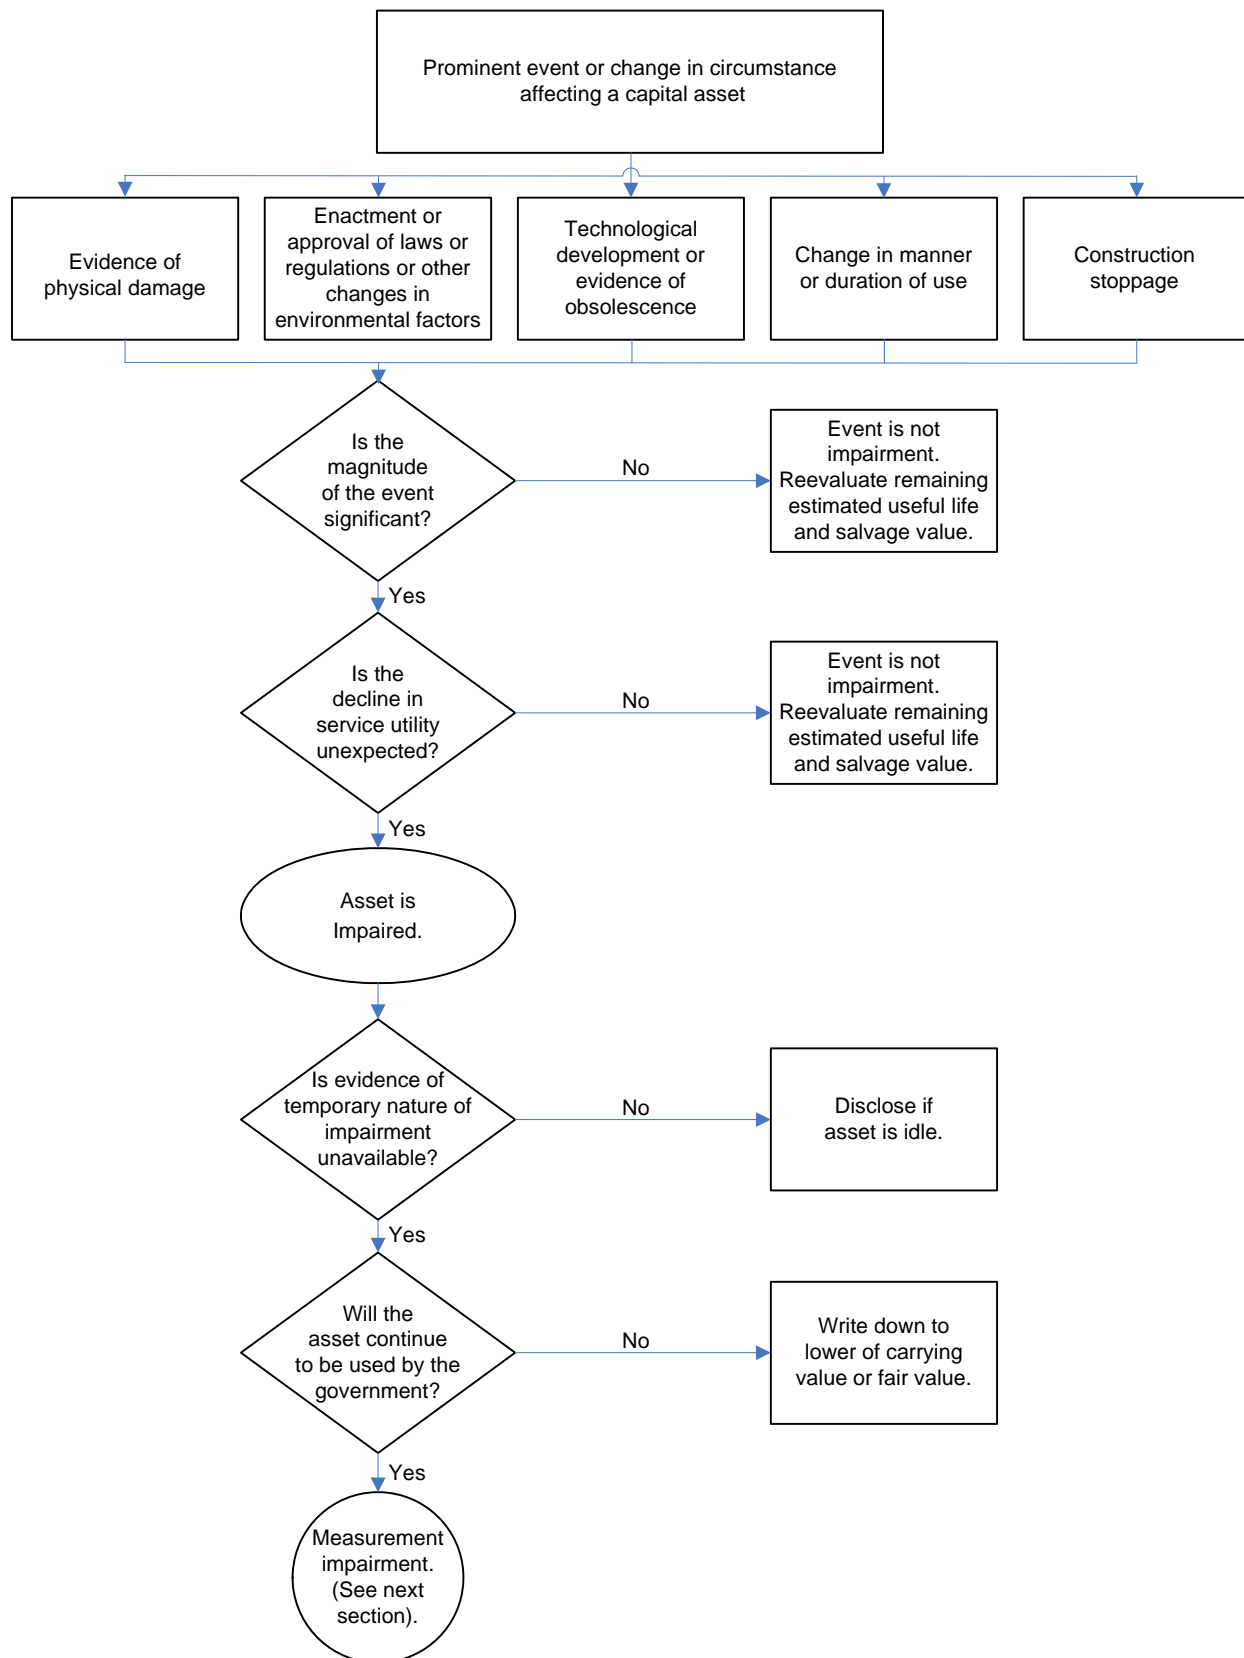 Prominent event or change in circumstance
affecting a capital asset
Evidence of
physical damage
Enactment or
approval of laws or
regulations or other
changes in
environmental factors
Technological
development or
evidence of
obsolescence
Change in manner
or duration of use
Construction
stoppage
Is the
magnitude
of the event
significant?
No
Event is not
impairment.
Reevaluate remaining
estimated useful life
and salvage value.
Yes
Is the
decline in
service utility
unexpected?
No
Event is not
impairment.
Reevaluate remaining
estimated useful life
and salvage value.
Yes
Asset is
Impaired.
Is evidence of
temporary nature of
impairment
unavailable?
No
Disclose if
asset is idle.
Yes
Will the
asset continue
to be used by the
government?
No
Write down to
lower of carrying
value or fair value.
Yes
Measurement
impairment.
(See next
section).